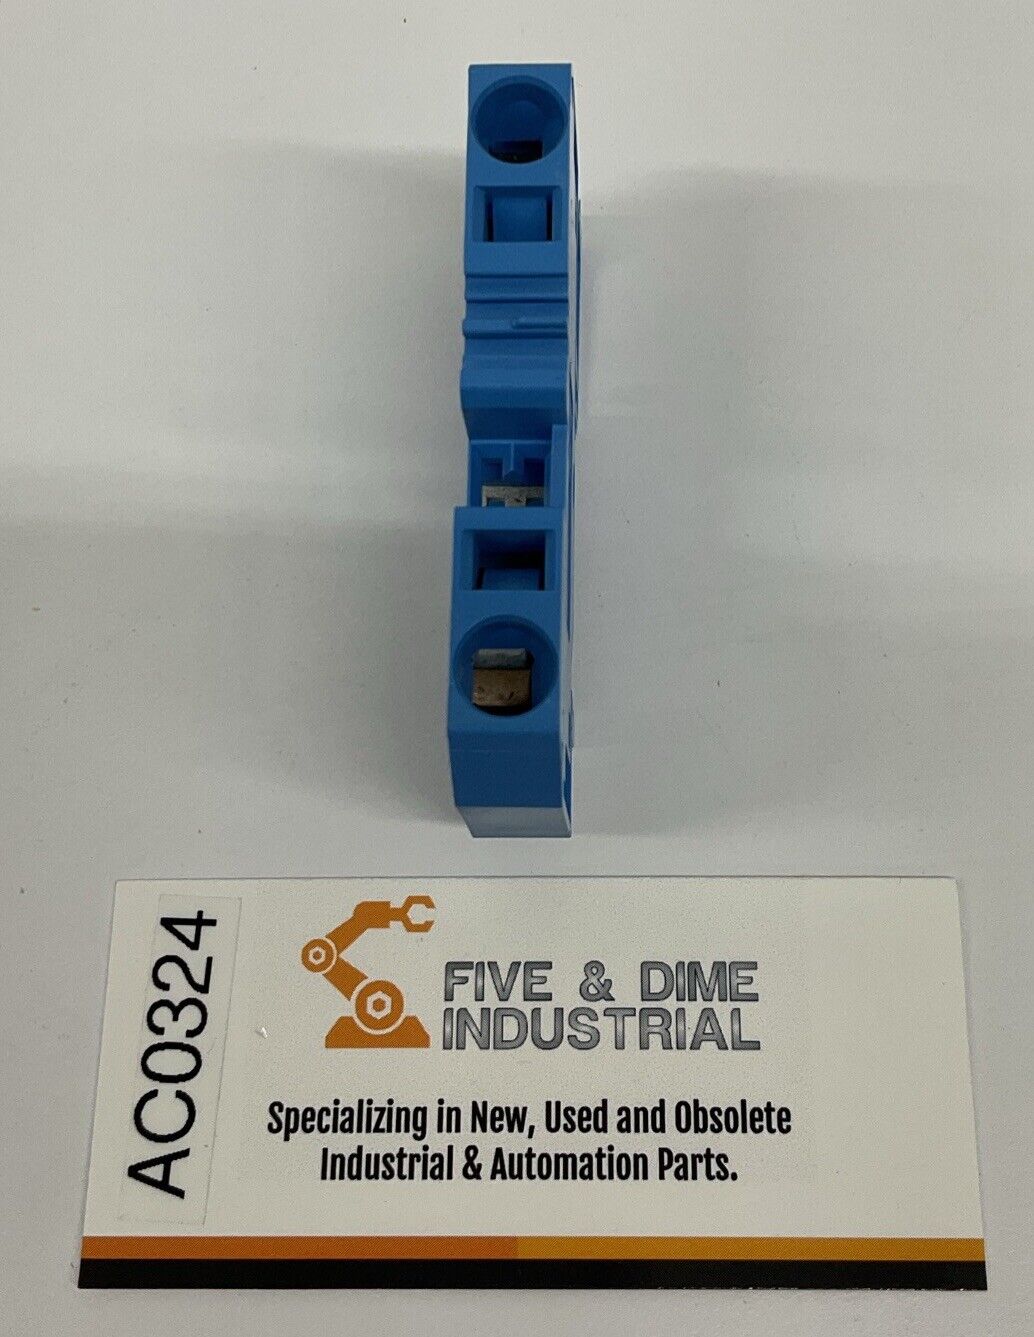 AC0324
FIVE & DIME
INDUSTRIAL
Specializing in New, Used and Obsolete
Industrial & Automation Parts.